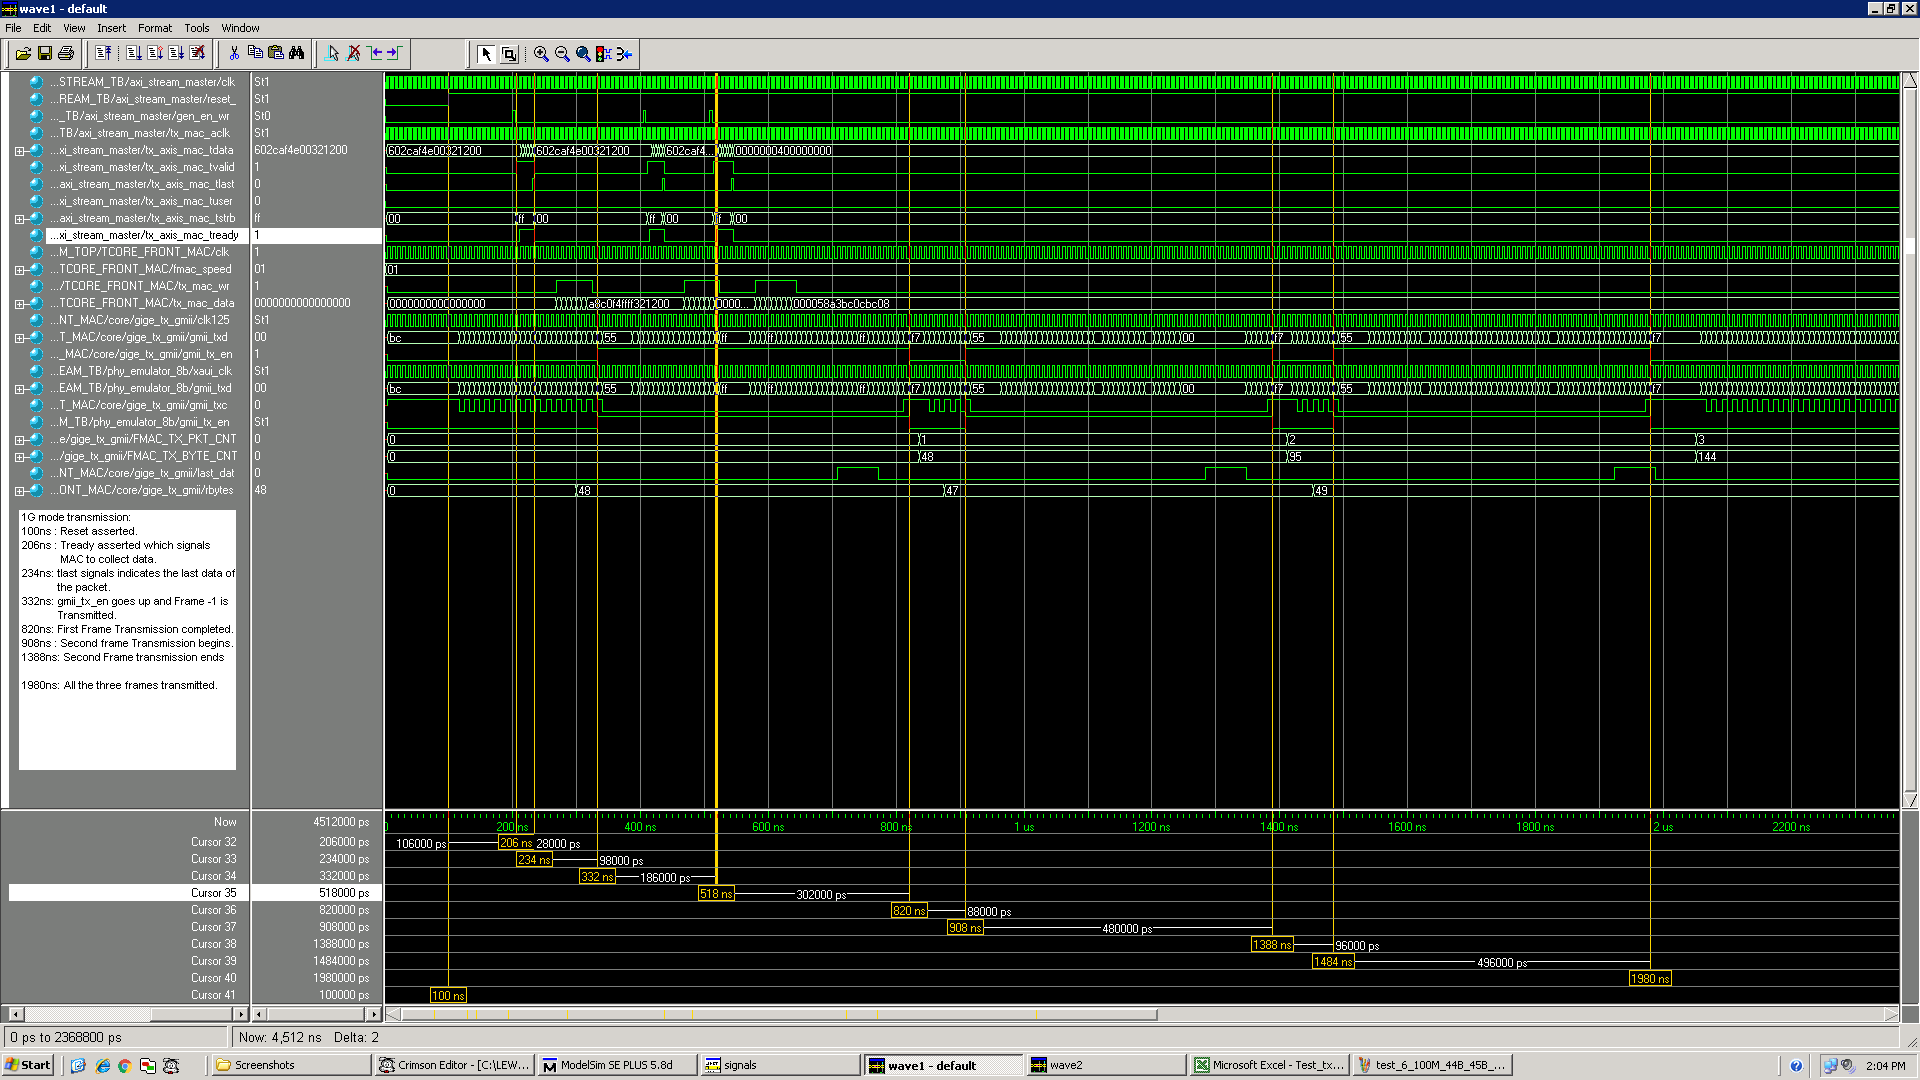 wave1 - default
File Edit View Insert Format Tools Window
...STREAM_TB/axi_stream_master/clk St1
...REAM_TB/axi_stream_master/reset_ St1
..._TB/axi_stream_master/gen_en_wr St0
...TB/axi_stream_master/tx_mac_aclk St1
...xi_stream_master/tx_axis_mac_tdata 602caf4e00321200 602caf4e00321200 602caf4e00321200 602caf4... 0000000400000000
...xi_stream_master/tx_axis_mac_tvalid 1
...axi_stream_master/tx_axis_mac_tlast 0
...xi_stream_master/tx_axis_mac_tuser 0
...axi_stream_master/tx_axis_mac_tstrb ff 00 ff 00 ff 00 ff 00
...xi_stream_master/tx_axis_mac_tready 1
...M_TOP/TCORE_FRONT_MAC/clk 1
...TCORE_FRONT_MAC/fmac_speed 01 01
.../TCORE_FRONT_MAC/tx_mac_wr 1
...TCORE_FRONT_MAC/tx_mac_data 0000000000000000 0000000000000000 a8c0f4ffff321200 0000... 000058a3bc0cbc08
...NT_MAC/core/gige_tx_gmii/clk125 St1
...T_MAC/core/gige_tx_gmii/gmii_txd 00 bc 55 ff ff ff f7 55 00 f7 55 f7
..._MAC/core/gige_tx_gmii/gmii_tx_en 1
...EAM_TB/phy_emulator_8b/xaui_clk St1
...EAM_TB/phy_emulator_8b/gmii_txd 00 bc 55 ff ff ff f7 55 00 f7 55 f7
...T_MAC/core/gige_tx_gmii/gmii_txc 0
...M_TB/phy_emulator_8b/gmii_tx_en St1
...e/gige_tx_gmii/FMAC_TX_PKT_CNT 0 0 1 2 3
.../gige_tx_gmii/FMAC_TX_BYTE_CNT 0 0 48 95 144
...NT_MAC/core/gige_tx_gmii/last_dat 0
...ONT_MAC/core/gige_tx_gmii/rbytes 48 0 48 47 49
1G mode transmission:
100ns : Reset asserted.
206ns : Tready asserted which signals
MAC to collect data.
234ns: tlast signals indicates the last data of
the packet.
332ns: gmii_tx_en goes up and Frame -1 is
Transmitted.
820ns: First Frame Transmission completed.
908ns : Second frame Transmission begins.
1388ns: Second Frame transmission ends
1980ns: All the three frames transmitted.
Now 4512000 ps 0 200 ns 400 ns 600 ns 800 ns 1 us 1200 ns 1400 ns 1600 ns 1800 ns 2 us 2200 ns
Cursor 32 206000 ps 106000 ps 206 ns 28000 ps
Cursor 33 234000 ps 234 ns 98000 ps
Cursor 34 332000 ps 332 ns 186000 ps
Cursor 35 518000 ps 518 ns 302000 ps
Cursor 36 820000 ps 820 ns 88000 ps
Cursor 37 908000 ps 908 ns 480000 ps
Cursor 38 1388000 ps 1388 ns 96000 ps
Cursor 39 1484000 ps 1484 ns 496000 ps
Cursor 40 1980000 ps 1980 ns
Cursor 41 100000 ps 100 ns
0 ps to 2368800 ps Now: 4,512 ns Delta: 2
Start Screenshots Crimson Editor - [C:\LEW... ModelSim SE PLUS 5.8d signals wave1 - default wave2 Microsoft Excel - Test_tx... test_6_100M_44B_45B_... 2:04 PM